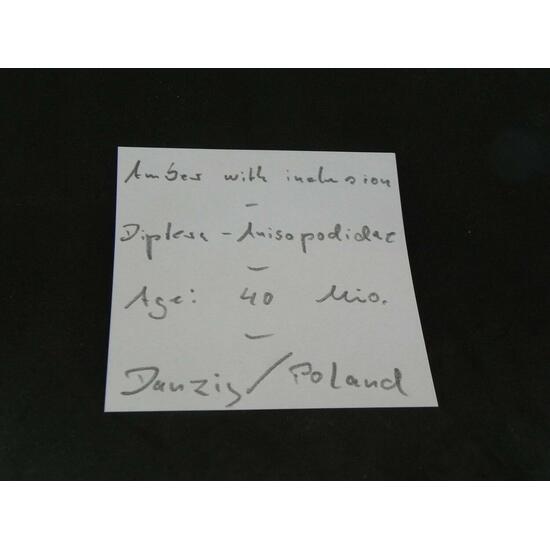 Amber with inclusion
-
Diptera - Anisopodidae
-
Age: 40 Mio.
-
Danzig/Poland